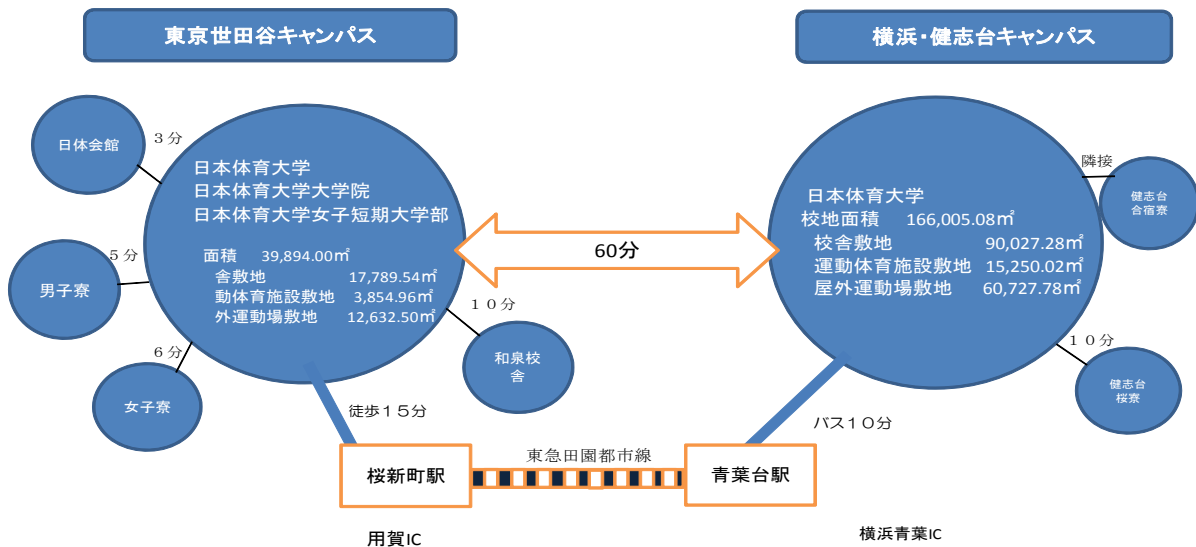 東京世田谷キャンパス
横浜・健志台キャンパス
日体会館
3分
日本体育大学
日本体育大学大学院
日本体育大学女子短期大学部
面積 39,894.00㎡
舎敷地 17,789.54㎡
動体育施設敷地 3,854.96㎡
外運動場敷地 12,632.50㎡
5分
男子寮
6分
女子寮
10分
和泉校
舎
60分
日本体育大学
校地面積 166,005.08㎡
校舎敷地 90,027.28㎡
運動体育施設敷地 15,250.02㎡
屋外運動場敷地 60,727.78㎡
隣接
健志台
合宿寮
10分
健志台
桜寮
徒歩15分
バス10分
桜新町駅
東急田園都市線
青葉台駅
用賀IC
横浜青葉IC